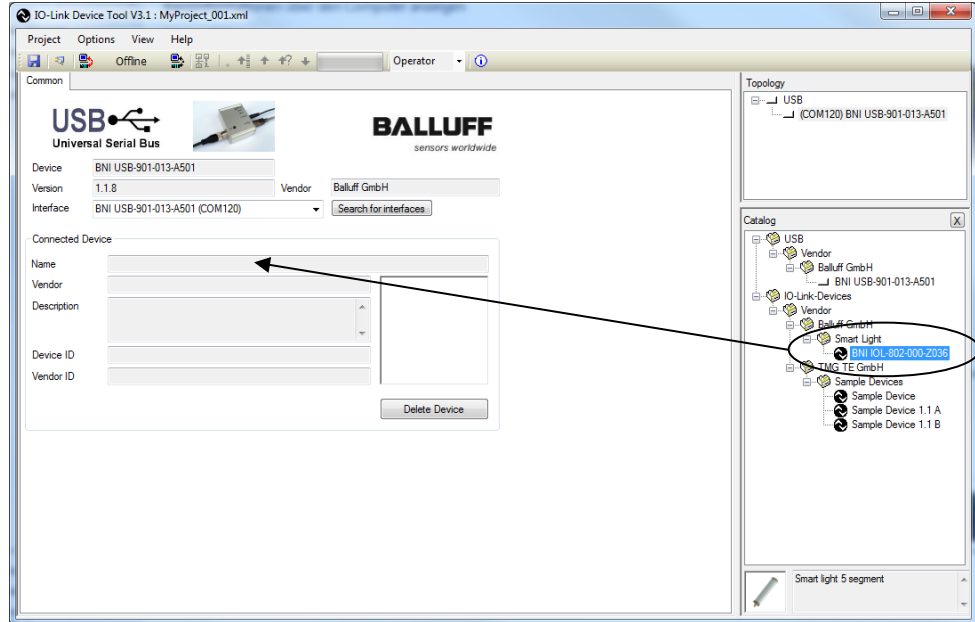 IO-Link Device Tool V3.1 : MyProject_001.xml
Project Options View Help
Offline Operator
Common
USB
Universal Serial Bus
BALLUFF
sensors worldwide
Device BNI USB-901-013-A501
Version 1.1.8 Vendor Balluff GmbH
Interface BNI USB-901-013-A501 (COM120) Search for interfaces
Connected Device
Name
Vendor
Description
Device ID
Vendor ID
Delete Device
Topology
USB
(COM120) BNI USB-901-013-A501
Catalog
USB
Vendor
Balluff GmbH
BNI USB-901-013-A501
IO-Link-Devices
Vendor
Balluff GmbH
Smart Light
BNI IOL-802-000-Z036
TMG TE GmbH
Sample Devices
Sample Device
Sample Device 1.1 A
Sample Device 1.1 B
Smart light 5 segment